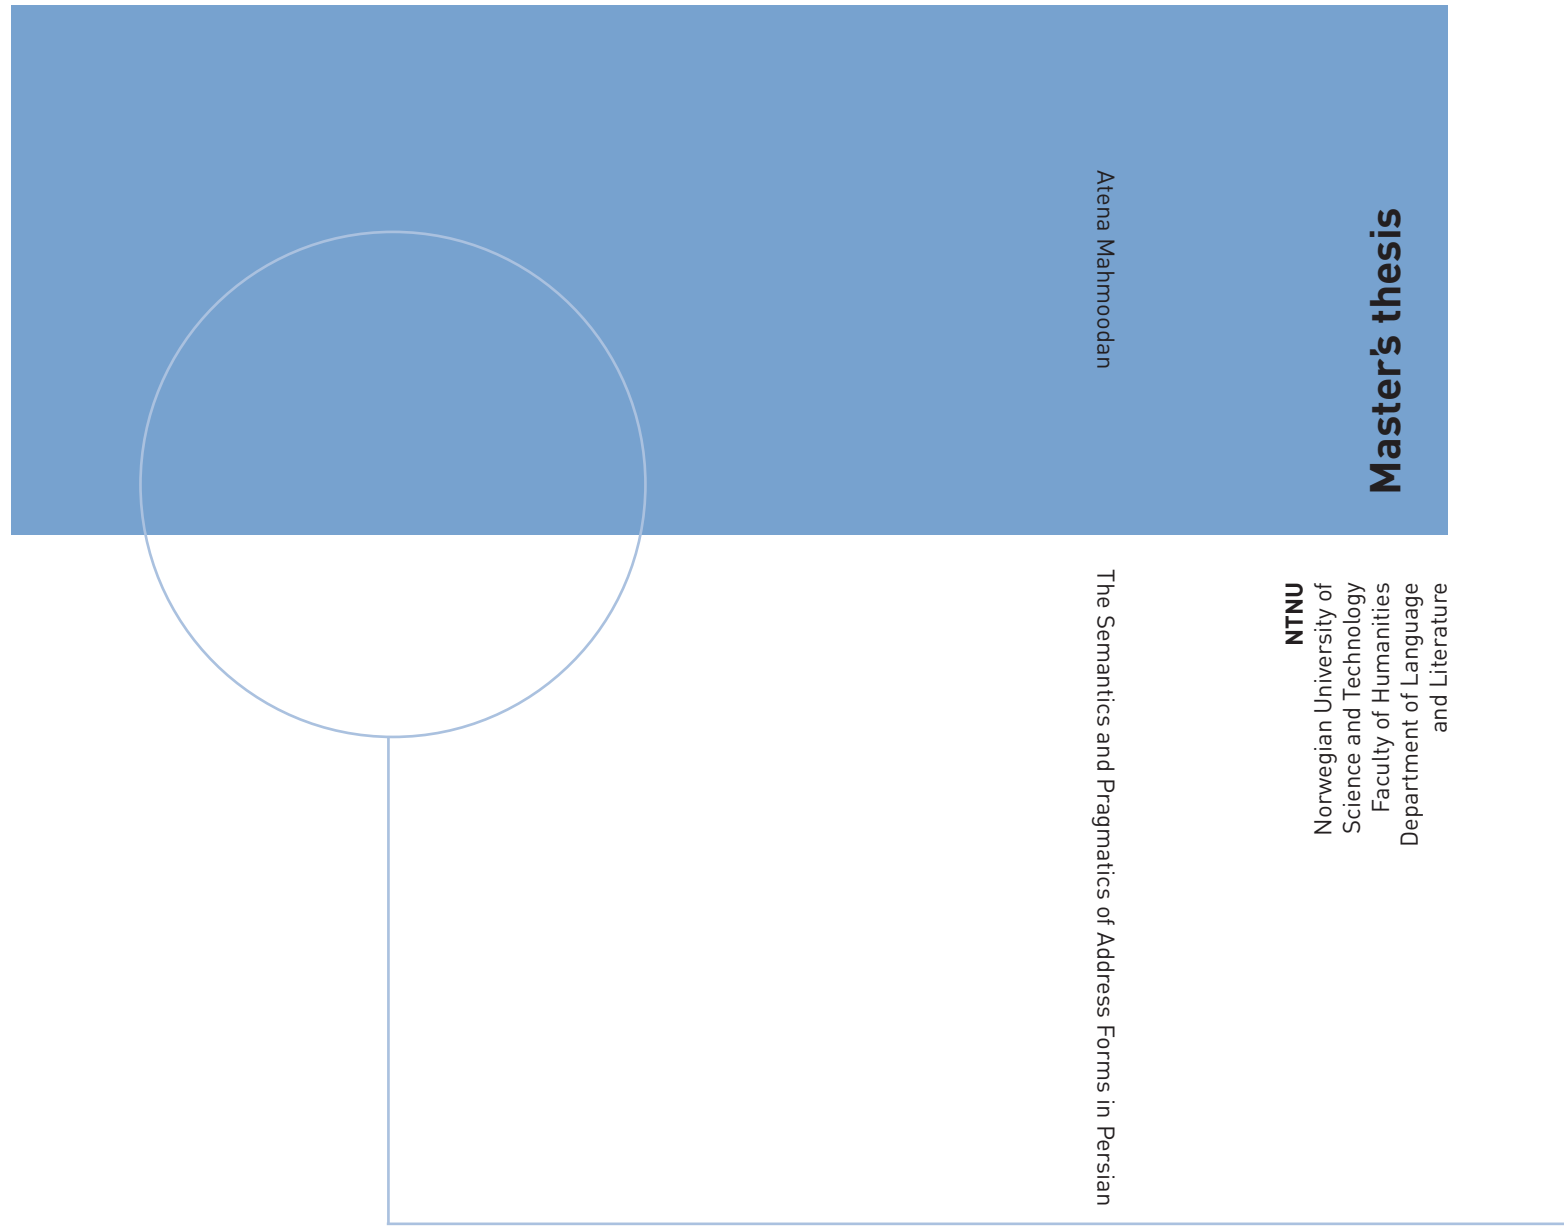 Atena Mahmoodan
The Semantics and Pragmatics of Address Forms in Persian
Master's thesis
NTNU
Norwegian University of
Science and Technology
Faculty of Humanities
Department of Language
and Literature